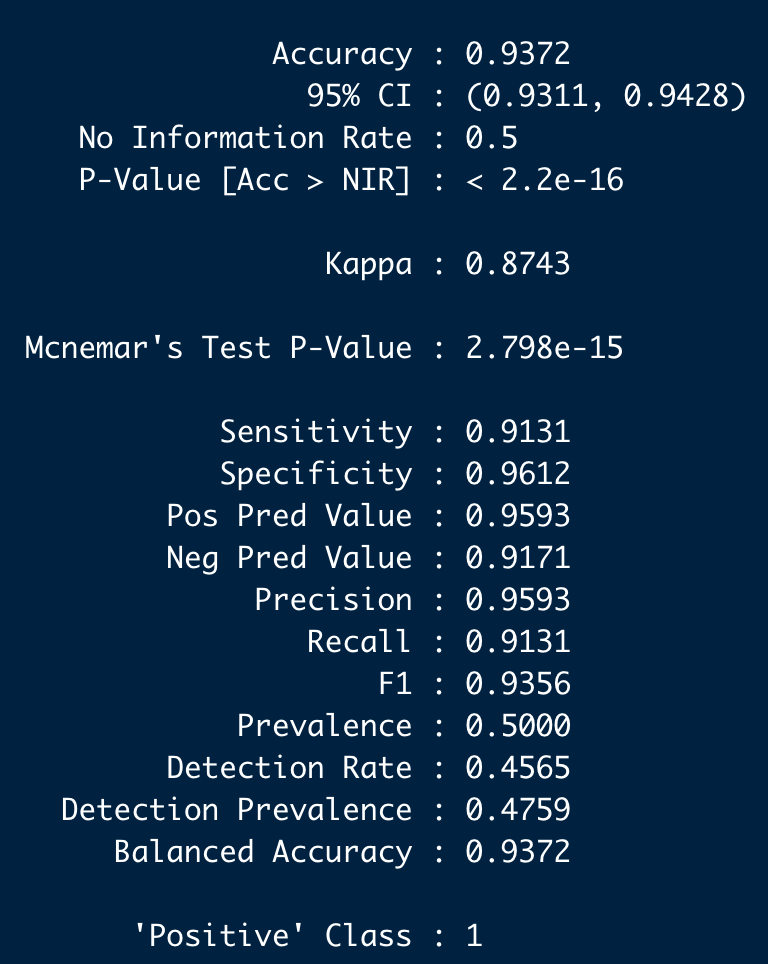 Accuracy : 0.9372
95% CI : (0.9311, 0.9428)
No Information Rate : 0.5
P-Value [Acc > NIR] : < 2.2e-16
Kappa : 0.8743
Mcnemar's Test P-Value : 2.798e-15
Sensitivity : 0.9131
Specificity : 0.9612
Pos Pred Value : 0.9593
Neg Pred Value : 0.9171
Precision : 0.9593
Recall : 0.9131
F1 : 0.9356
Prevalence : 0.5000
Detection Rate : 0.4565
Detection Prevalence : 0.4759
Balanced Accuracy : 0.9372
'Positive' Class : 1